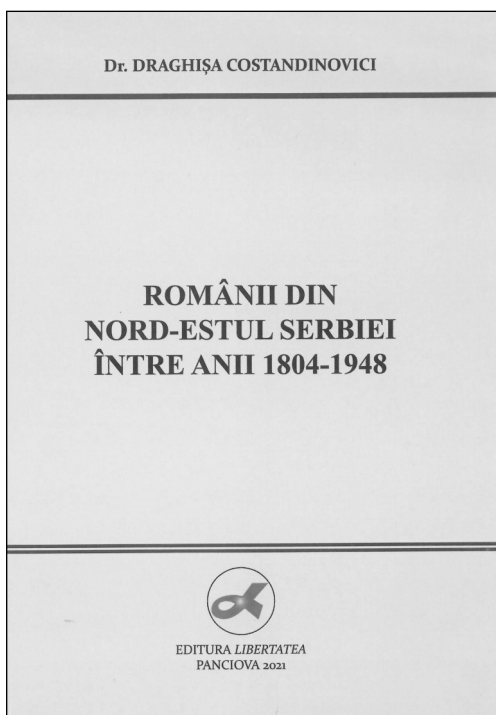 Dr. DRAGHIȘA COSTANDINOVICI
ROMÂNII DIN
NORD-ESTUL SERBIEI
ÎNTRE ANII 1804-1948
EDITURA LIBERTATEA
PANCIOVA 2021